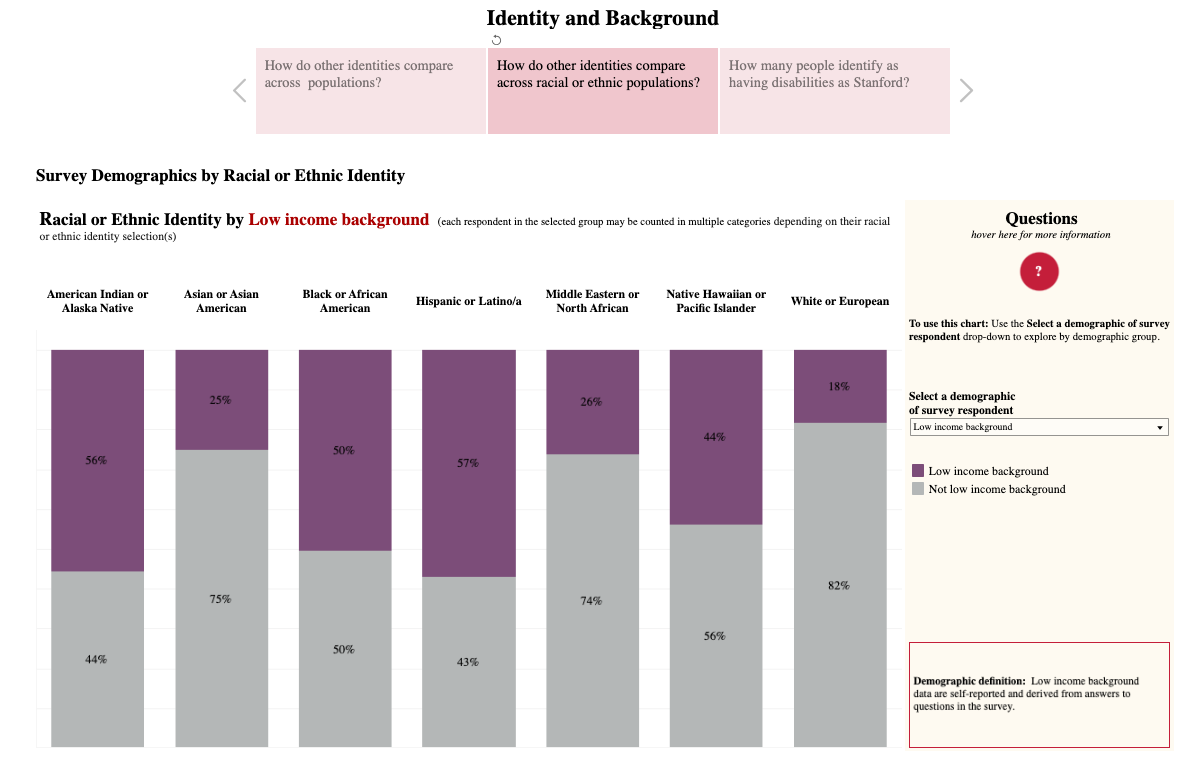 Identity and Background
How do other identities compare
across  populations?
How do other identities compare
across racial or ethnic populations?
How many people identify as
having disabilities as Stanford?
Survey Demographics by Racial or Ethnic Identity
Racial or Ethnic Identity by Low income background (each respondent in the selected group may be counted in multiple categories depending on their racial
or ethnic identity selection(s)
American Indian or
Alaska Native
Asian or Asian
American
Black or African
American
Hispanic or Latino/a
Middle Eastern or
North African
Native Hawaiian or
Pacific Islander
White or European
56%
44%
25%
75%
50%
50%
57%
43%
26%
74%
44%
56%
18%
82%
Questions
hover here for more information
?
To use this chart: Use the Select a demographic of survey
respondent drop-down to explore by demographic group.
Select a demographic
of survey respondent
Low income background
Low income background
Not low income background
Demographic definition:  Low income background
data are self-reported and derived from answers to
questions in the survey.